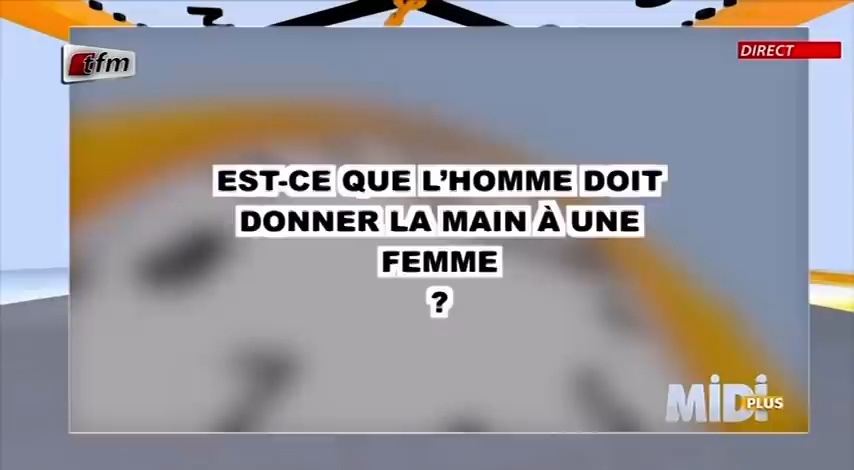 tfm
DIRECT
EST-CE QUE L'HOMME DOIT
DONNER LA MAIN À UNE
FEMME
?
MiDi
PLUS